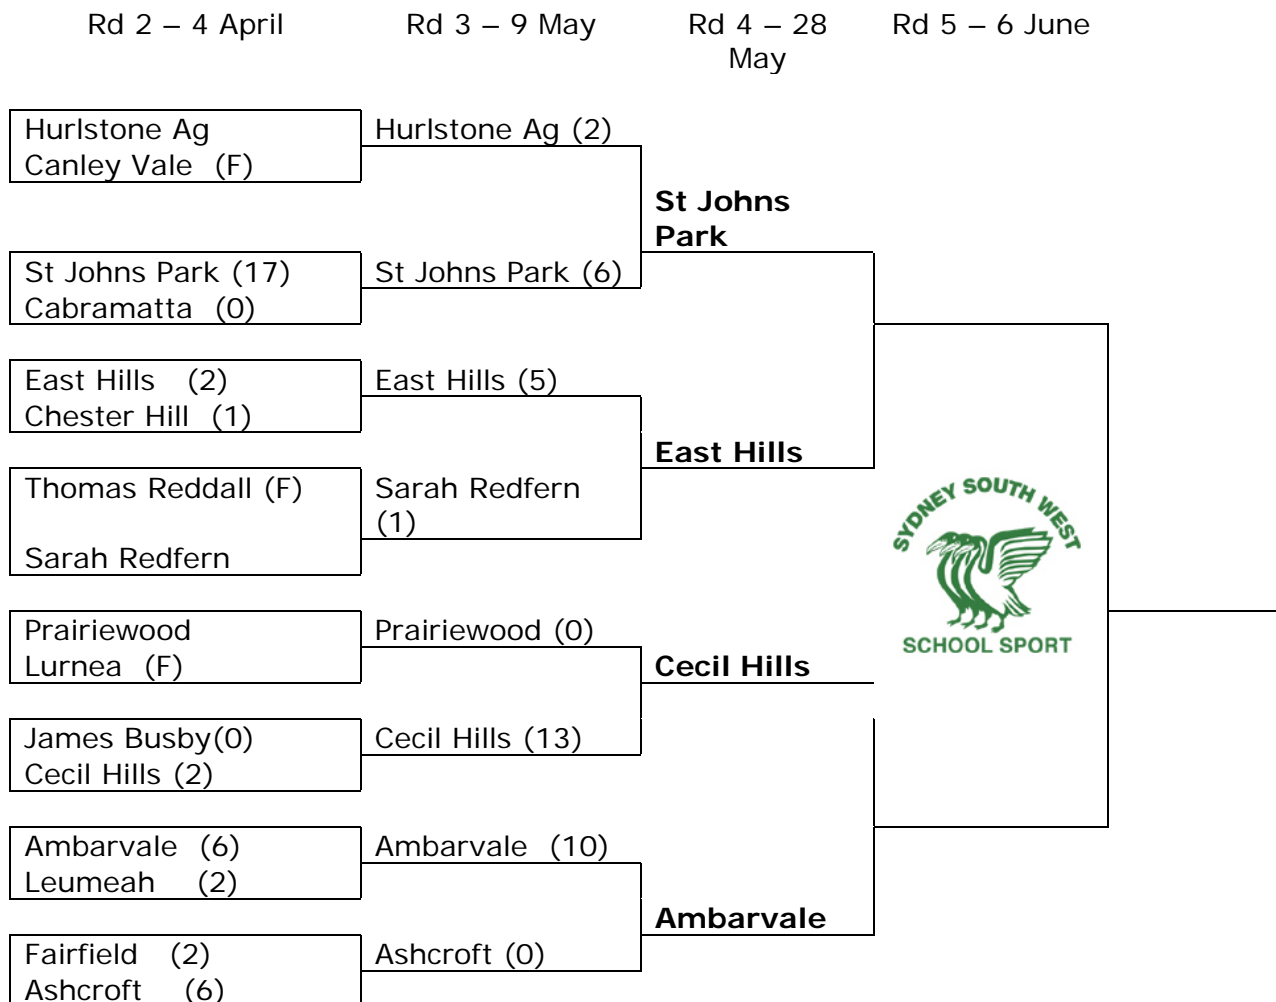 Rd 2 – 4 April
Rd 3 – 9 May
Rd 4 – 28
May
Rd 5 – 6 June
Hurlstone Ag
Canley Vale (F)
Hurlstone Ag (2)
St Johns
Park
St Johns Park (17)
Cabramatta (0)
St Johns Park (6)
East Hills (2)
Chester Hill (1)
East Hills (5)
East Hills
Thomas Reddall (F)
Sarah Redfern
Sarah Redfern
(1)
SYDNEY SOUTH WEST
SCHOOL SPORT
Prairiewood
Lurnea (F)
Prairiewood (0)
Cecil Hills
James Busby(0)
Cecil Hills (2)
Cecil Hills (13)
Ambarvale (6)
Leumeah (2)
Ambarvale (10)
Ambarvale
Fairfield (2)
Ashcroft (6)
Ashcroft (0)